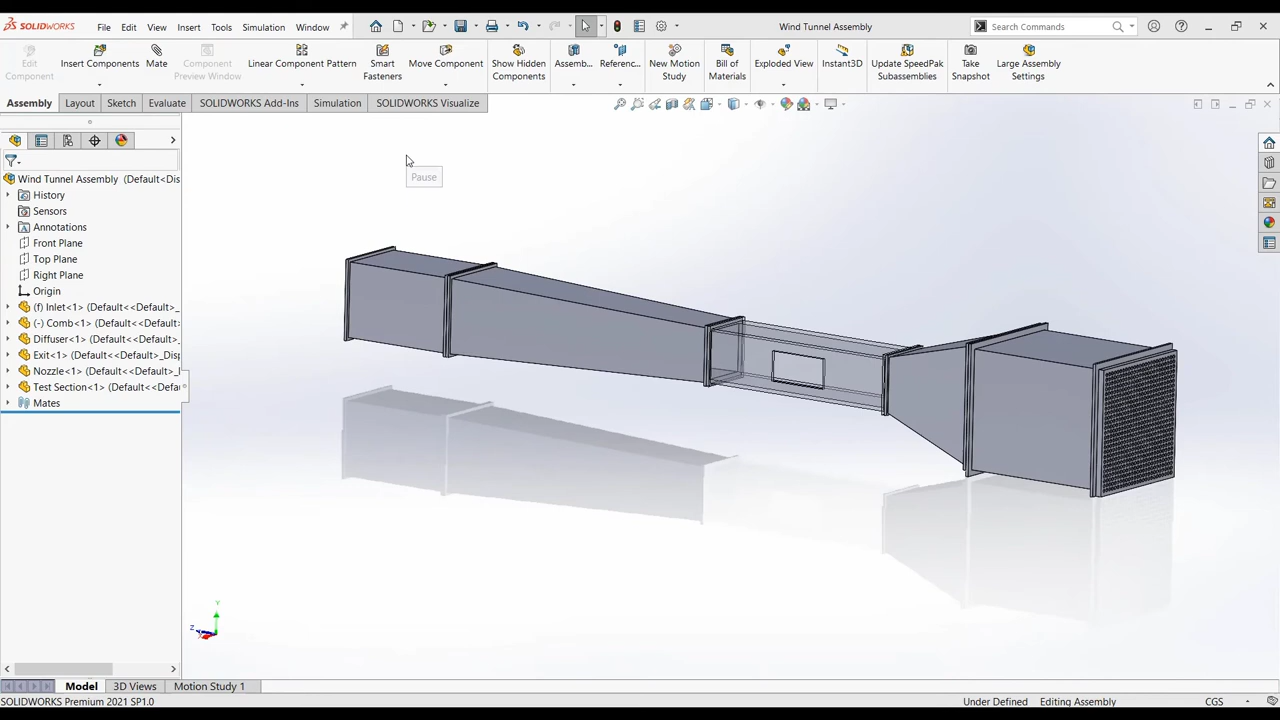 SOLIDWORKS File Edit View Insert Tools Simulation Window Wind Tunnel Assembly Search Commands
Edit Component Insert Components Mate Component Preview Window Linear Component Pattern Smart Fasteners Move Component Show Hidden Components Assemb... Referenc... New Motion Study Bill of Materials Exploded View Instant3D Update SpeedPak Subassemblies Take Snapshot Large Assembly Settings
Assembly Layout Sketch Evaluate SOLIDWORKS Add-Ins Simulation SOLIDWORKS Visualize
Pause
Wind Tunnel Assembly (Default<Dis
History
Sensors
Annotations
Front Plane
Top Plane
Right Plane
Origin
(f) Inlet<1> (Default<<Default>_
(-) Comb<1> (Default<<Default>
Diffuser<1> (Default<<Default>_
Exit<1> (Default<<Default>_Disp
Nozzle<1> (Default<<Default>_I
Test Section<1> (Default<<Defau
Mates
Y
Z
Model 3D Views Motion Study 1
SOLIDWORKS Premium 2021 SP1.0 Under Defined Editing Assembly CGS